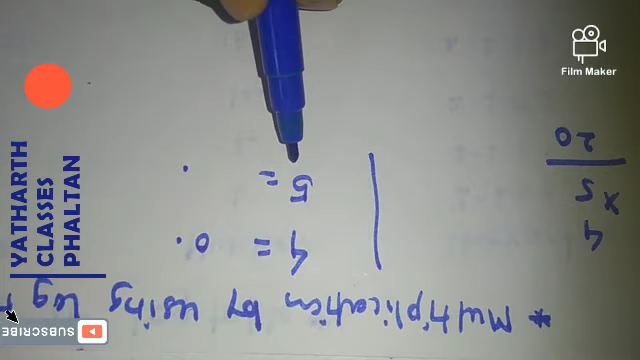 * Multiplication by using log
4
× 5
20
4 = 0.
5 = .
YATHARTH
CLASSES
PHALTAN
SUBSCRIBE
Film Maker